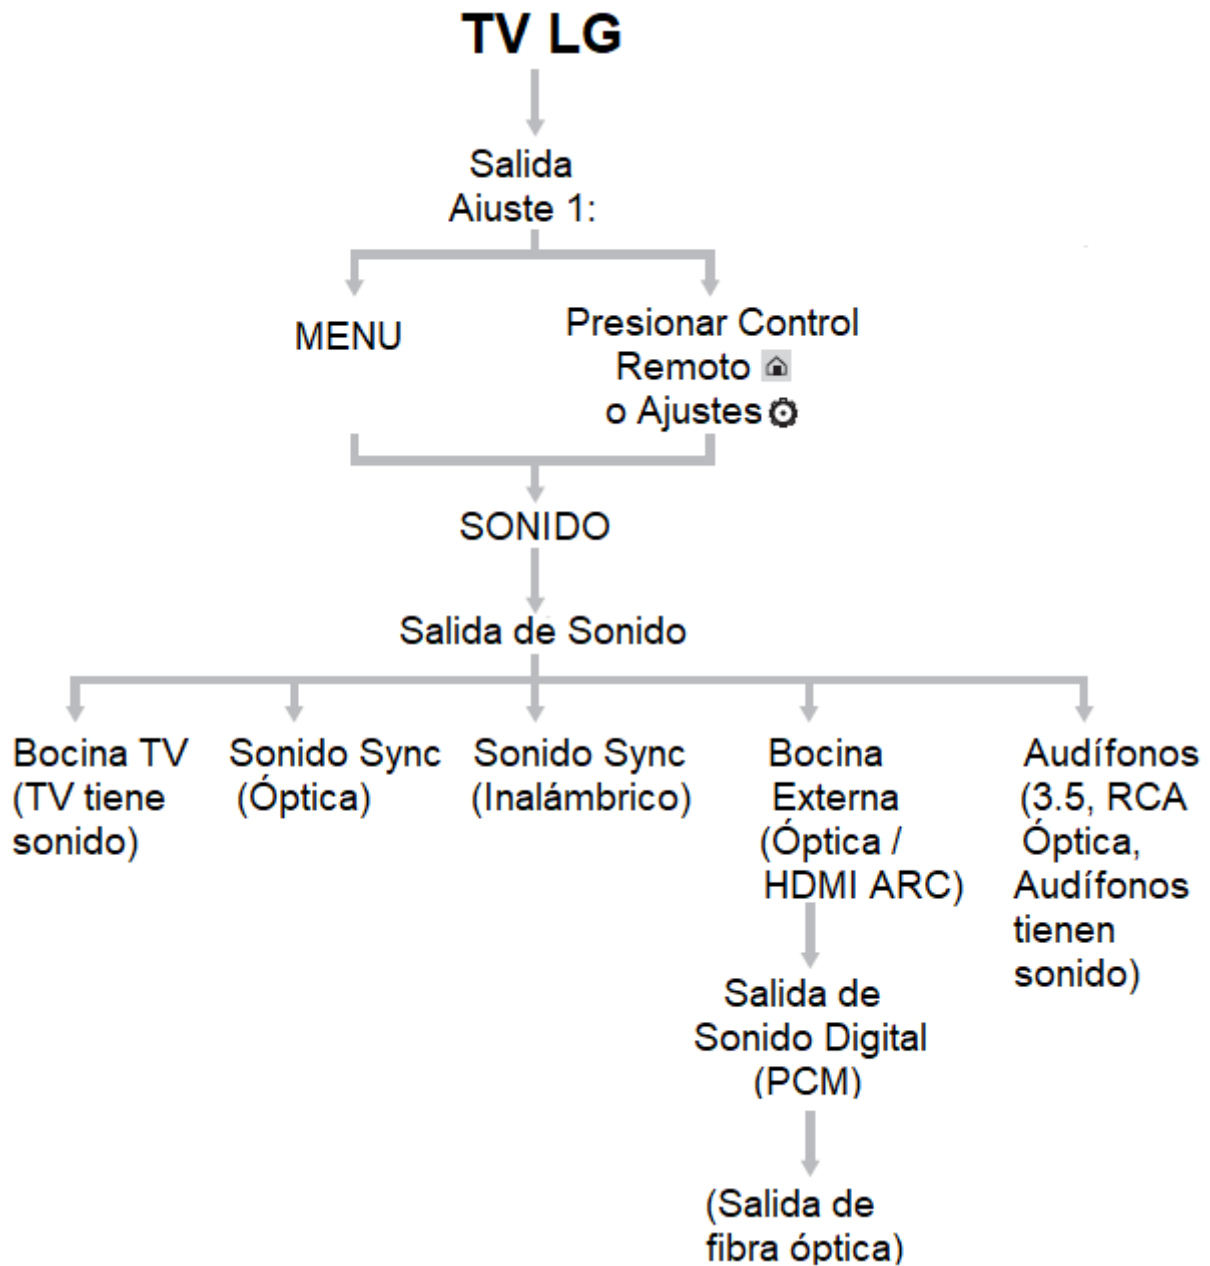 TV LG
Salida
Aiuste 1:
MENU
Presionar Control
Remoto
o Ajustes
SONIDO
Salida de Sonido
Bocina TV
(TV tiene
sonido)
Sonido Sync
(Óptica)
Sonido Sync
(Inalámbrico)
Bocina
Externa
(Óptica /
HDMI ARC)
Audífonos
(3.5, RCA
Óptica,
Audífonos
tienen
sonido)
Salida de
Sonido Digital
(PCM)
(Salida de
fibra óptica)